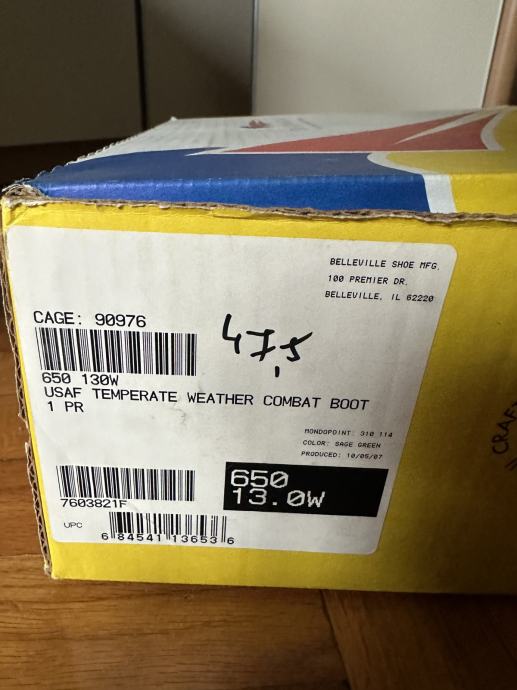 BELLEVILLE SHOE MFG.
100 PREMIER DR.
BELLEVILLE, IL 62220
CAGE: 90976
47,5
650 130W
USAF TEMPERATE WEATHER COMBAT BOOT
1 PR
MONDOPOINT: 310 114
COLOR: SAGE GREEN
PRODUCED: 10/05/07
650
13.0W
7603821F
UPC
6 84541 13653 6